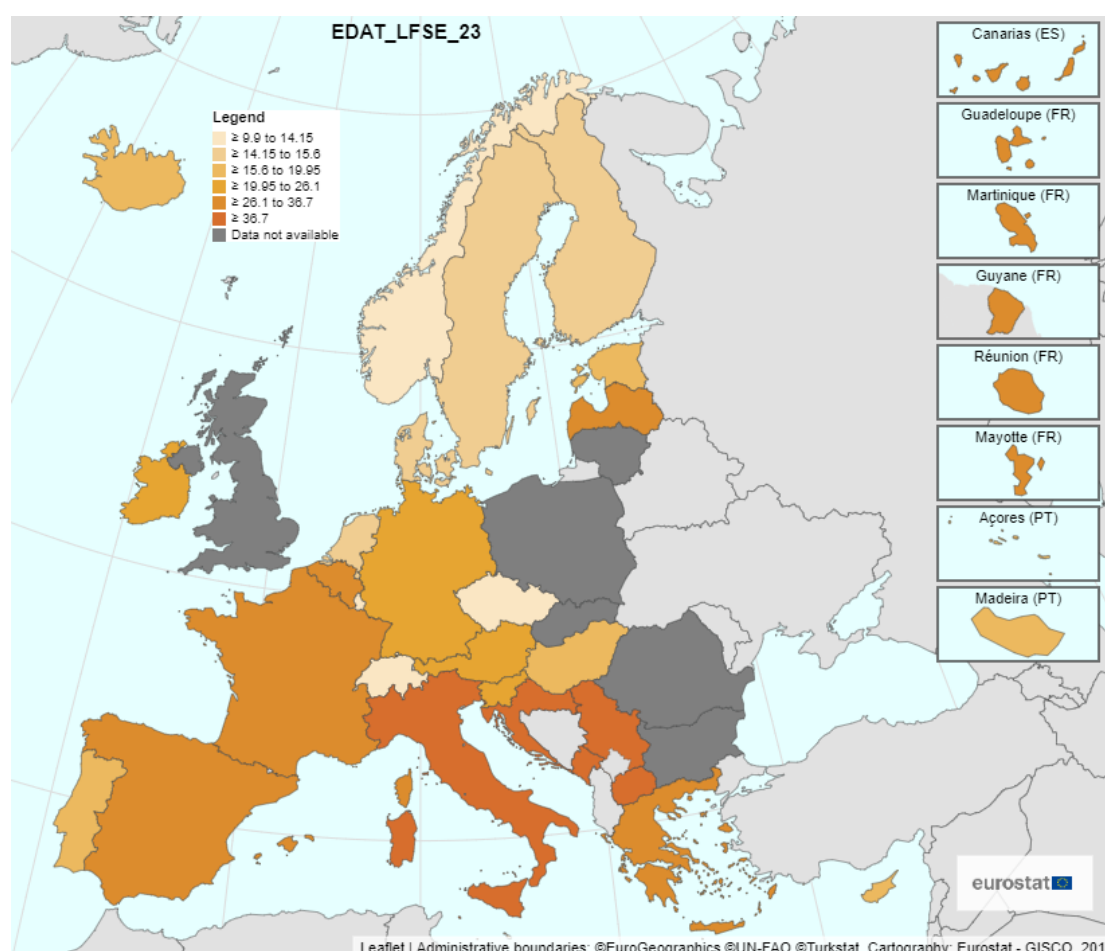 EDAT_LFSE_23
Legend
≥ 9.9 to 14.15
≥ 14.15 to 15.6
≥ 15.6 to 19.95
≥ 19.95 to 26.1
≥ 26.1 to 36.7
≥ 36.7
Data not available
Canarias (ES)
Guadeloupe (FR)
Martinique (FR)
Guyane (FR)
Réunion (FR)
Mayotte (FR)
Açores (PT)
Madeira (PT)
eurostat
Leaflet | Administrative boundaries: ©EuroGeographics ©UN-FAO ©Turkstat, Cartography: Eurostat - GISCO, 201